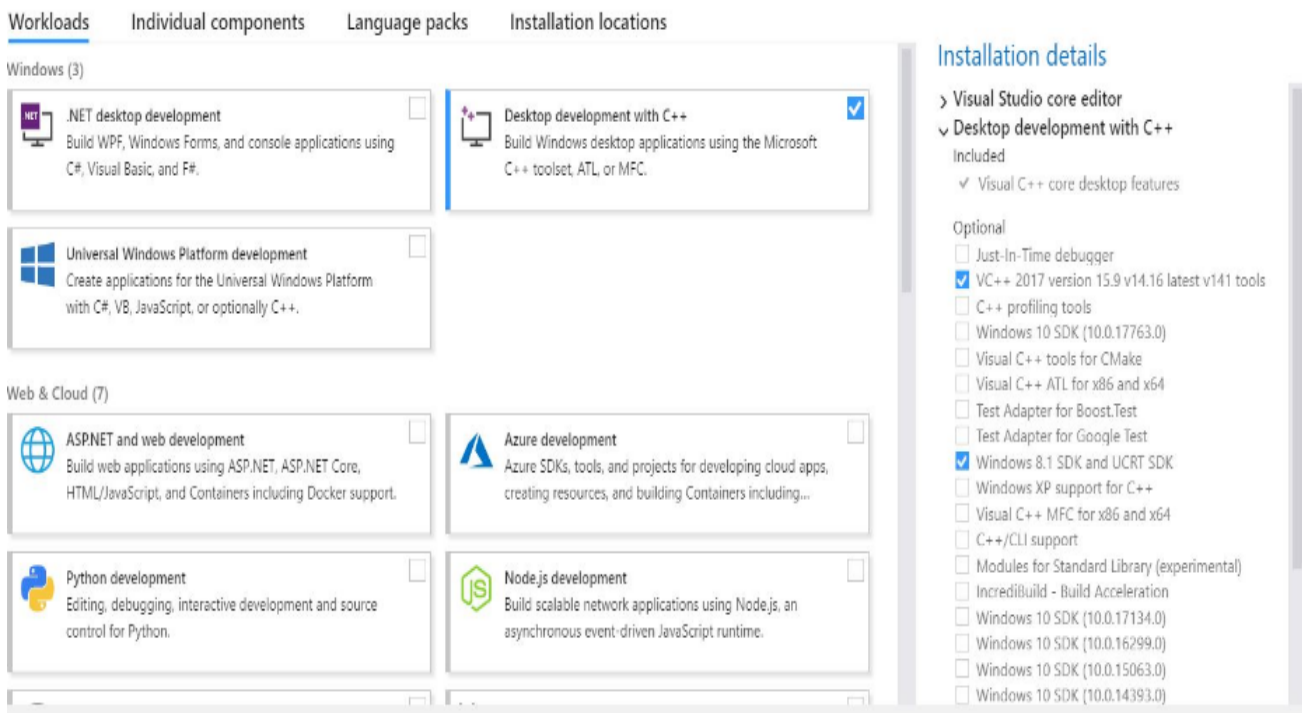 Workloads Individual components Language packs Installation locations
Windows (3)
NET
.NET desktop development
Build WPF, Windows Forms, and console applications using
C#, Visual Basic, and F#.
Desktop development with C++
Build Windows desktop applications using the Microsoft
C++ toolset, ATL, or MFC.
Universal Windows Platform development
Create applications for the Universal Windows Platform
with C#, VB, JavaScript, or optionally C++.
Web & Cloud (7)
ASP.NET and web development
Build web applications using ASP.NET, ASP.NET Core,
HTML/JavaScript, and Containers including Docker support.
Azure development
Azure SDKs, tools, and projects for developing cloud apps,
creating resources, and building Containers including...
Python development
Editing, debugging, interactive development and source
control for Python.
JS
Node.js development
Build scalable network applications using Node.js, an
asynchronous event-driven JavaScript runtime.
Installation details
Visual Studio core editor
Desktop development with C++
Included
Visual C++ core desktop features
Optional
Just-In-Time debugger
VC++ 2017 version 15.9 v14.16 latest v141 tools
C++ profiling tools
Windows 10 SDK (10.0.17763.0)
Visual C++ tools for CMake
Visual C++ ATL for x86 and x64
Test Adapter for Boost.Test
Test Adapter for Google Test
Windows 8.1 SDK and UCRT SDK
Windows XP support for C++
Visual C++ MFC for x86 and x64
C++/CLI support
Modules for Standard Library (experimental)
IncrediBuild - Build Acceleration
Windows 10 SDK (10.0.17134.0)
Windows 10 SDK (10.0.16299.0)
Windows 10 SDK (10.0.15063.0)
Windows 10 SDK (10.0.14393.0)